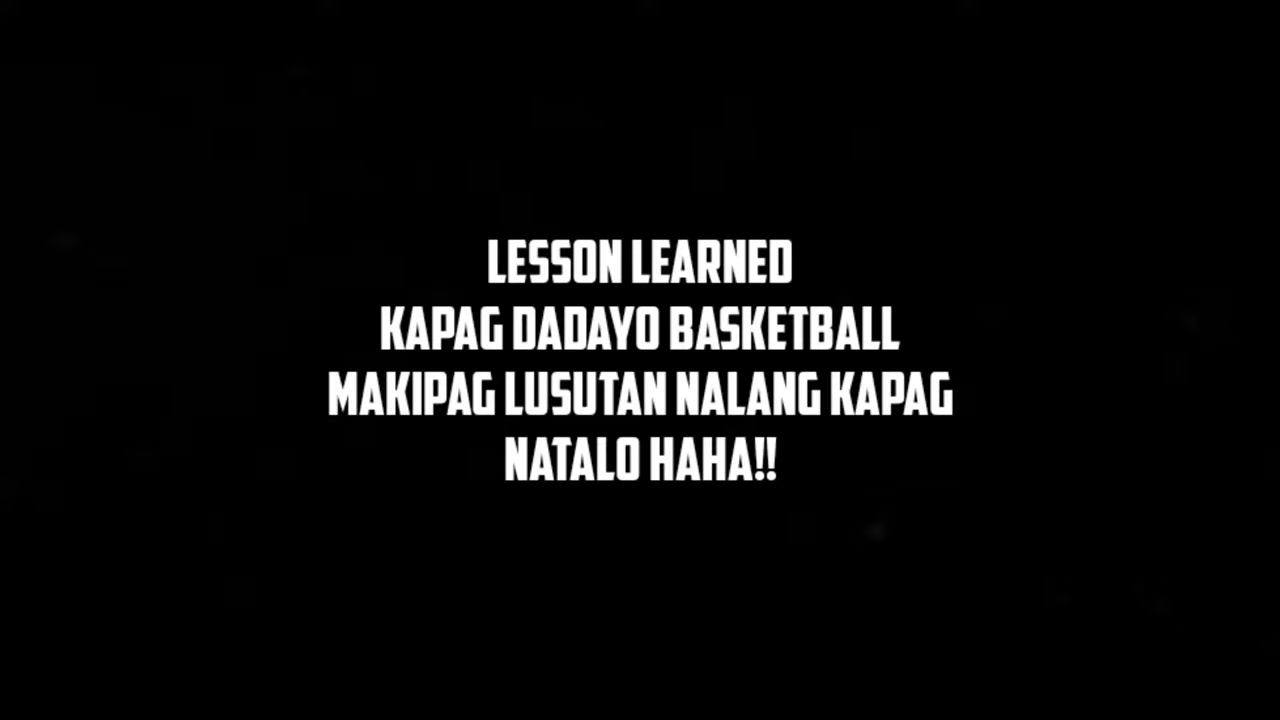 LESSON LEARNED
KAPAG DADAYO BASKETBALL
MAKIPAG LUSUTAN NALANG KAPAG
NATALO HAHA!!